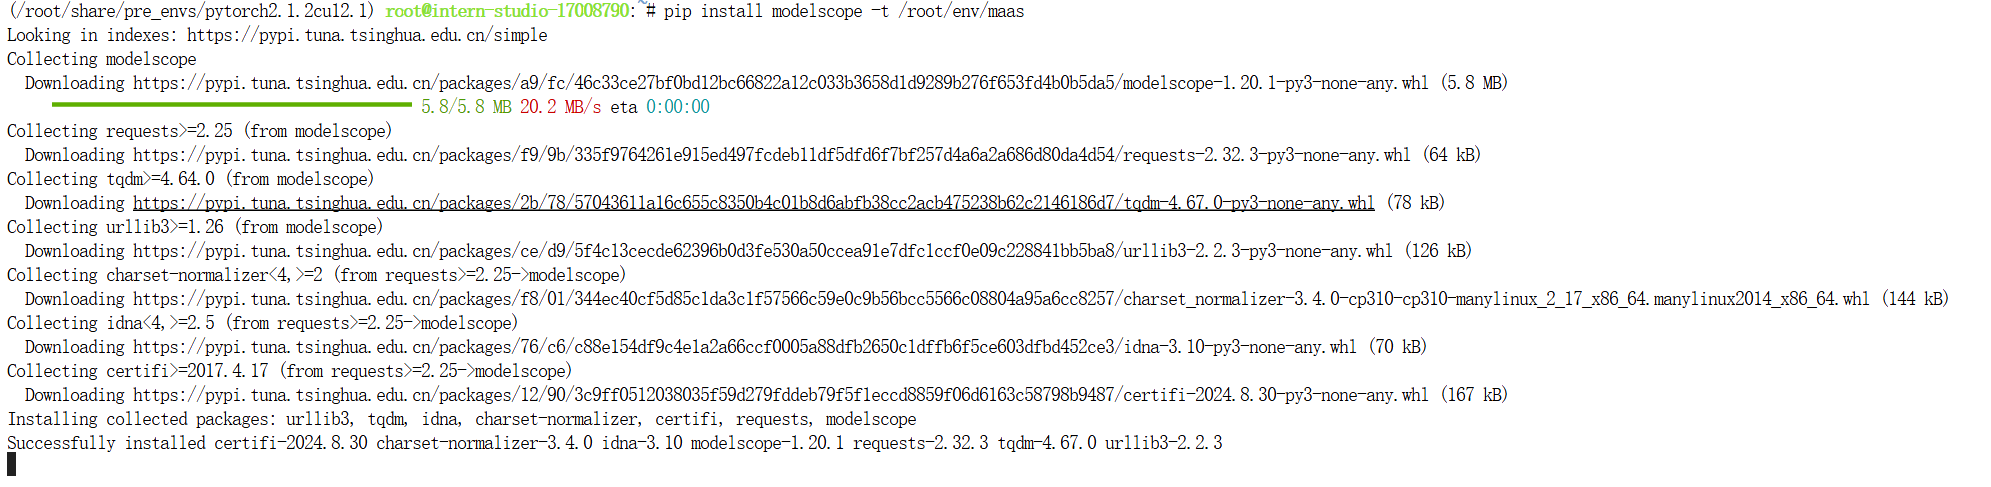 (/root/share/pre_envs/pytorch2.1.2cu12.1) root@intern-studio-17008790:~# pip install modelscope -t /root/env/maas
Looking in indexes: https://pypi.tuna.tsinghua.edu.cn/simple
Collecting modelscope
Downloading https://pypi.tuna.tsinghua.edu.cn/packages/a9/fc/46c33ce27bf0bd12bc66822a12c033b3658d1d9289b276f653fd4b0b5da5/modelscope-1.20.1-py3-none-any.whl (5.8 MB)
5.8/5.8 MB 20.2 MB/s eta 0:00:00
Collecting requests>=2.25 (from modelscope)
Downloading https://pypi.tuna.tsinghua.edu.cn/packages/f9/9b/335f9764261e915ed497fcdeb11df5dfd6f7bf257d4a6a2a686d80da4d54/requests-2.32.3-py3-none-any.whl (64 kB)
Collecting tqdm>=4.64.0 (from modelscope)
Downloading https://pypi.tuna.tsinghua.edu.cn/packages/2b/78/57043611a16c655c8350b4c01b8d6abfb38cc2acb475238b62c2146186d7/tqdm-4.67.0-py3-none-any.whl (78 kB)
Collecting urllib3>=1.26 (from modelscope)
Downloading https://pypi.tuna.tsinghua.edu.cn/packages/ce/d9/5f4c13cecde62396b0d3fe530a50ccea91e7dfc1ccf0e09c228841bb5ba8/urllib3-2.2.3-py3-none-any.whl (126 kB)
Collecting charset-normalizer<4,>=2 (from requests>=2.25->modelscope)
Downloading https://pypi.tuna.tsinghua.edu.cn/packages/f8/01/344ec40cf5d85c1da3c1f57566c59e0c9b56bcc5566c08804a95a6cc8257/charset_normalizer-3.4.0-cp310-cp310-manylinux_2_17_x86_64.manylinux2014_x86_64.whl (144 kB)
Collecting idna<4,>=2.5 (from requests>=2.25->modelscope)
Downloading https://pypi.tuna.tsinghua.edu.cn/packages/76/c6/c88e154df9c4e1a2a66ccf0005a88dfb2650c1dffb6f5ce603dfbd452ce3/idna-3.10-py3-none-any.whl (70 kB)
Collecting certifi>=2017.4.17 (from requests>=2.25->modelscope)
Downloading https://pypi.tuna.tsinghua.edu.cn/packages/12/90/3c9ff0512038035f59d279fddeb79f5f1eccd8859f06d6163c58798b9487/certifi-2024.8.30-py3-none-any.whl (167 kB)
Installing collected packages: urllib3, tqdm, idna, charset-normalizer, certifi, requests, modelscope
Successfully installed certifi-2024.8.30 charset-normalizer-3.4.0 idna-3.10 modelscope-1.20.1 requests-2.32.3 tqdm-4.67.0 urllib3-2.2.3